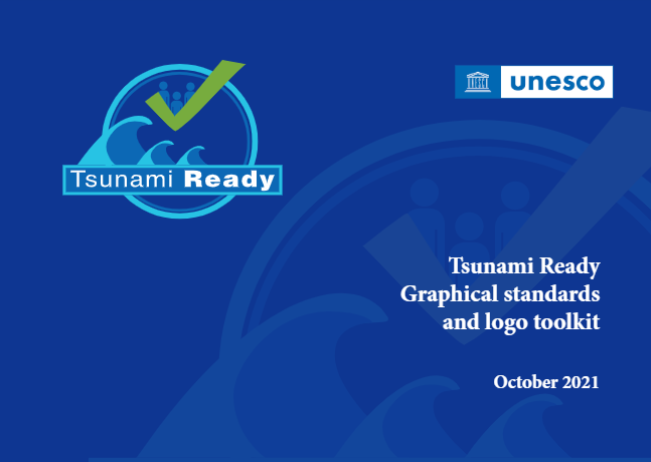 Tsunami Ready
unesco
Tsunami Ready
Graphical standards
and logo toolkit
October 2021